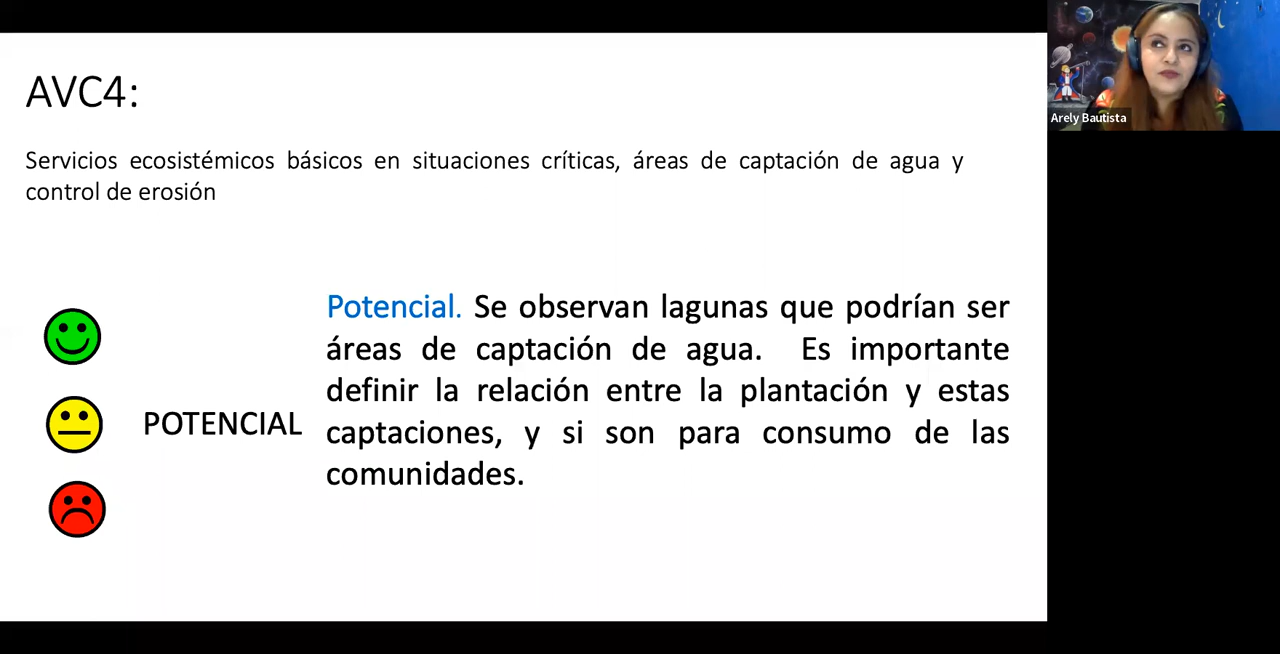 AVC4:
Servicios ecosistémicos básicos en situaciones críticas, áreas de captación de agua y
control de erosión
POTENCIAL
Potencial. Se observan lagunas que podrían ser
áreas de captación de agua. Es importante
definir la relación entre la plantación y estas
captaciones, y si son para consumo de las
comunidades.
Arely Bautista